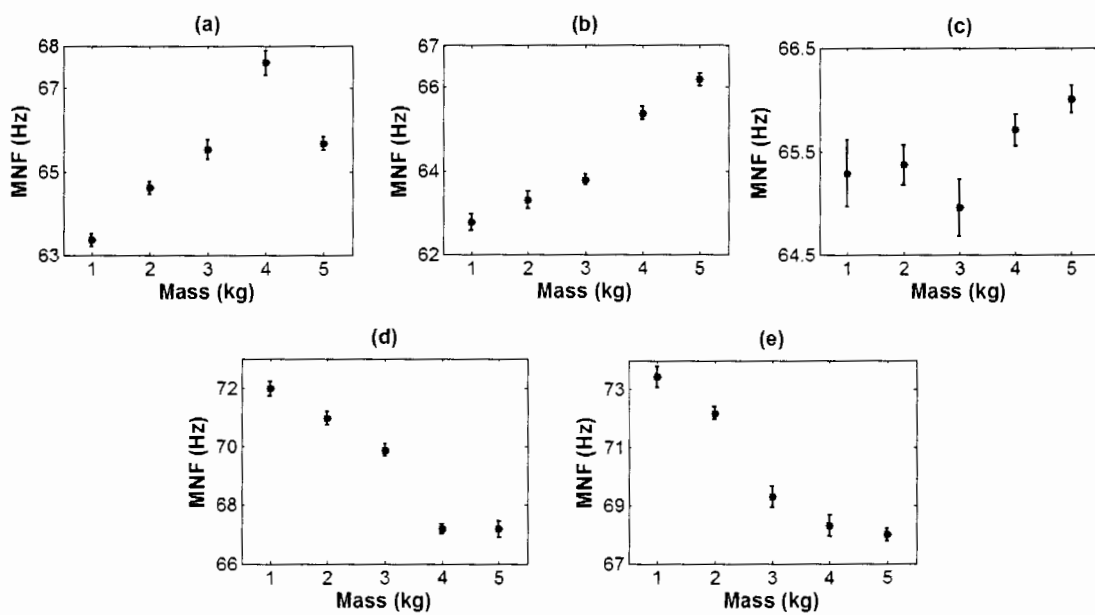 (a)
68
67
65
63
MNF (Hz)
1 2 3 4 5
Mass (kg)
(b)
67
66
64
62
MNF (Hz)
1 2 3 4 5
Mass (kg)
(c)
66.5
65.5
64.5
MNF (Hz)
1 2 3 4 5
Mass (kg)
(d)
72
70
68
66
MNF (Hz)
1 2 3 4 5
Mass (kg)
(e)
73
71
69
67
MNF (Hz)
1 2 3 4 5
Mass (kg)